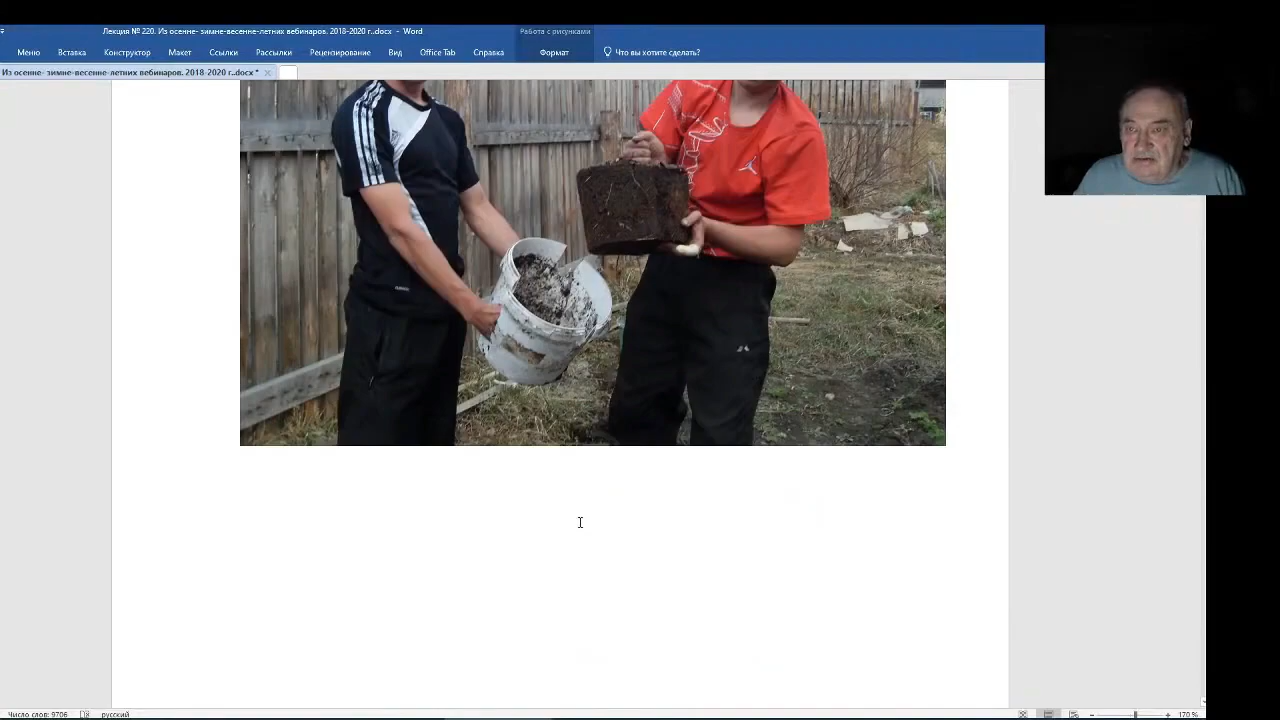 Лекция № 220. Из осенне- зимне-весенне-летних вебинаров. 2018-2020 г..docx - Word
Работа с рисунками
Меню Вставка Конструктор Макет Ссылки Рассылки Рецензирование Вид Office Tab Справка Формат Что вы хотите сделать?
Из осенне- зимне-весенне-летних вебинаров. 2018-2020 г..docx *
Число слов: 9706 русский 170 %